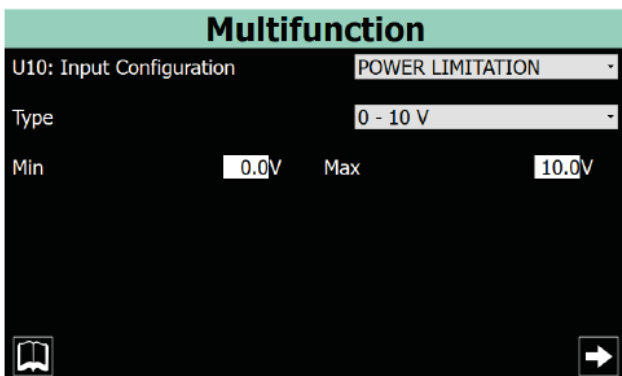 Multifunction
U10: Input Configuration POWER LIMITATION
Type 0 - 10 V
Min 0.0V Max 10.0V